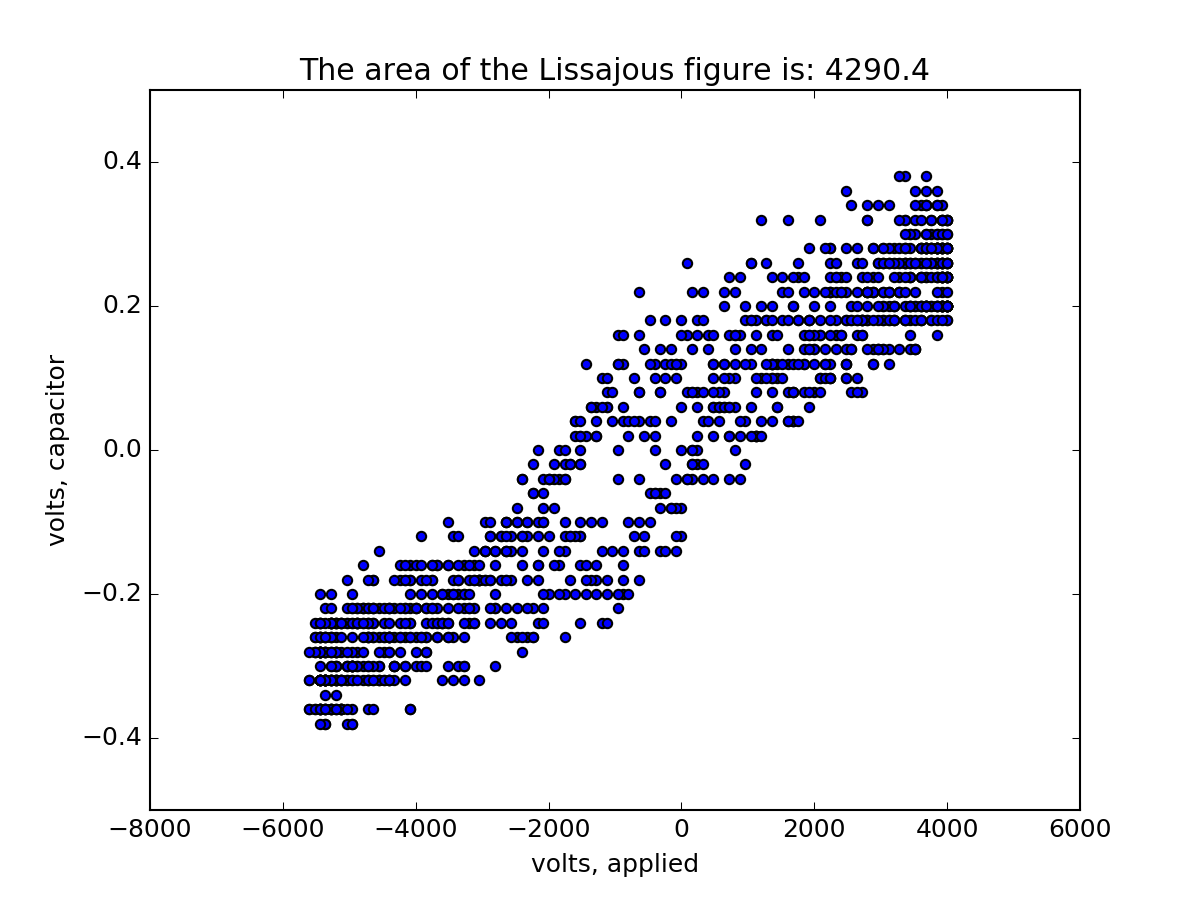 The area of the Lissajous figure is: 4290.4
0.4
0.2
0.0
−0.2
−0.4
volts, capacitor
−8000 −6000 −4000 −2000 0 2000 4000 6000
volts, applied